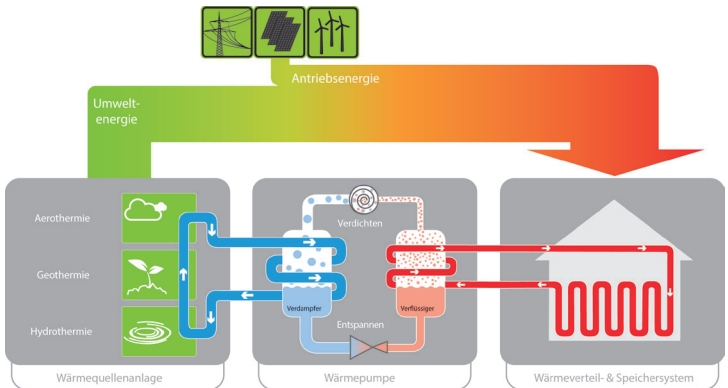 Antriebsenergie
Umwelt-
energie
Aerothermie
Geothermie
Hydrothermie
Verdichten
Verdampfer
Verflüssiger
Entspannen
Wärmequellenanlage
Wärmepumpe
Wärmeverteil- & Speichersystem